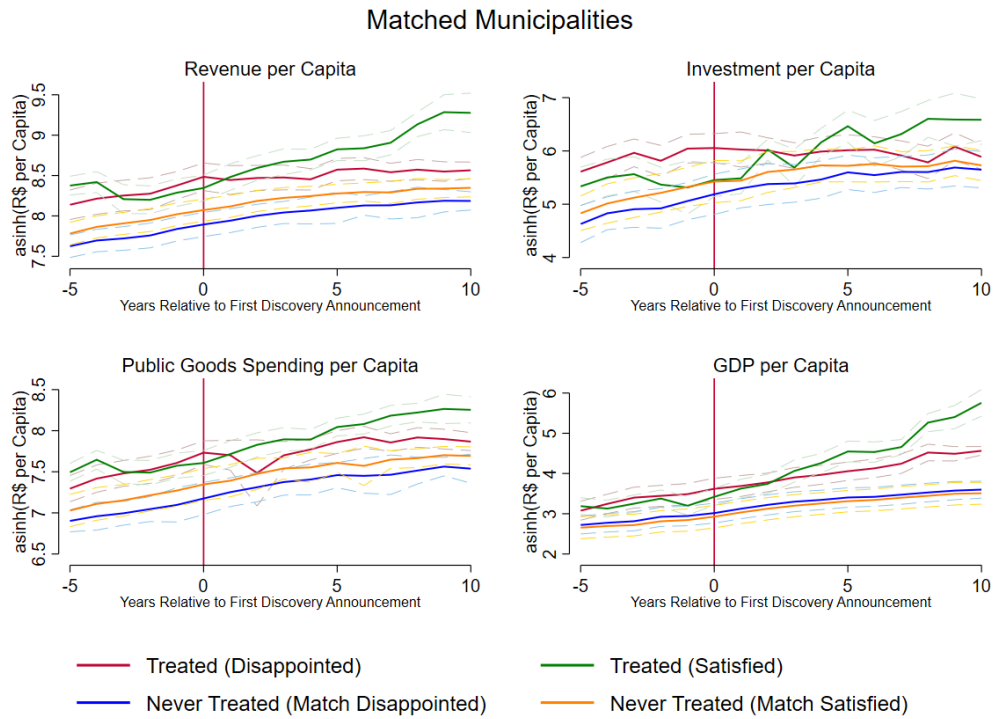 Matched Municipalities
Revenue per Capita
asinh(R$ per Capita)
7.5 8 8.5 9 9.5
-5 0 5 10
Years Relative to First Discovery Announcement
Investment per Capita
asinh(R$ per Capita)
4 5 6 7
-5 0 5 10
Years Relative to First Discovery Announcement
Public Goods Spending per Capita
asinh(R$ per Capita)
6.5 7 7.5 8 8.5
-5 0 5 10
Years Relative to First Discovery Announcement
GDP per Capita
asinh(R$ per Capita)
2 3 4 5 6
-5 0 5 10
Years Relative to First Discovery Announcement
Treated (Disappointed)
Treated (Satisfied)
Never Treated (Match Disappointed)
Never Treated (Match Satisfied)